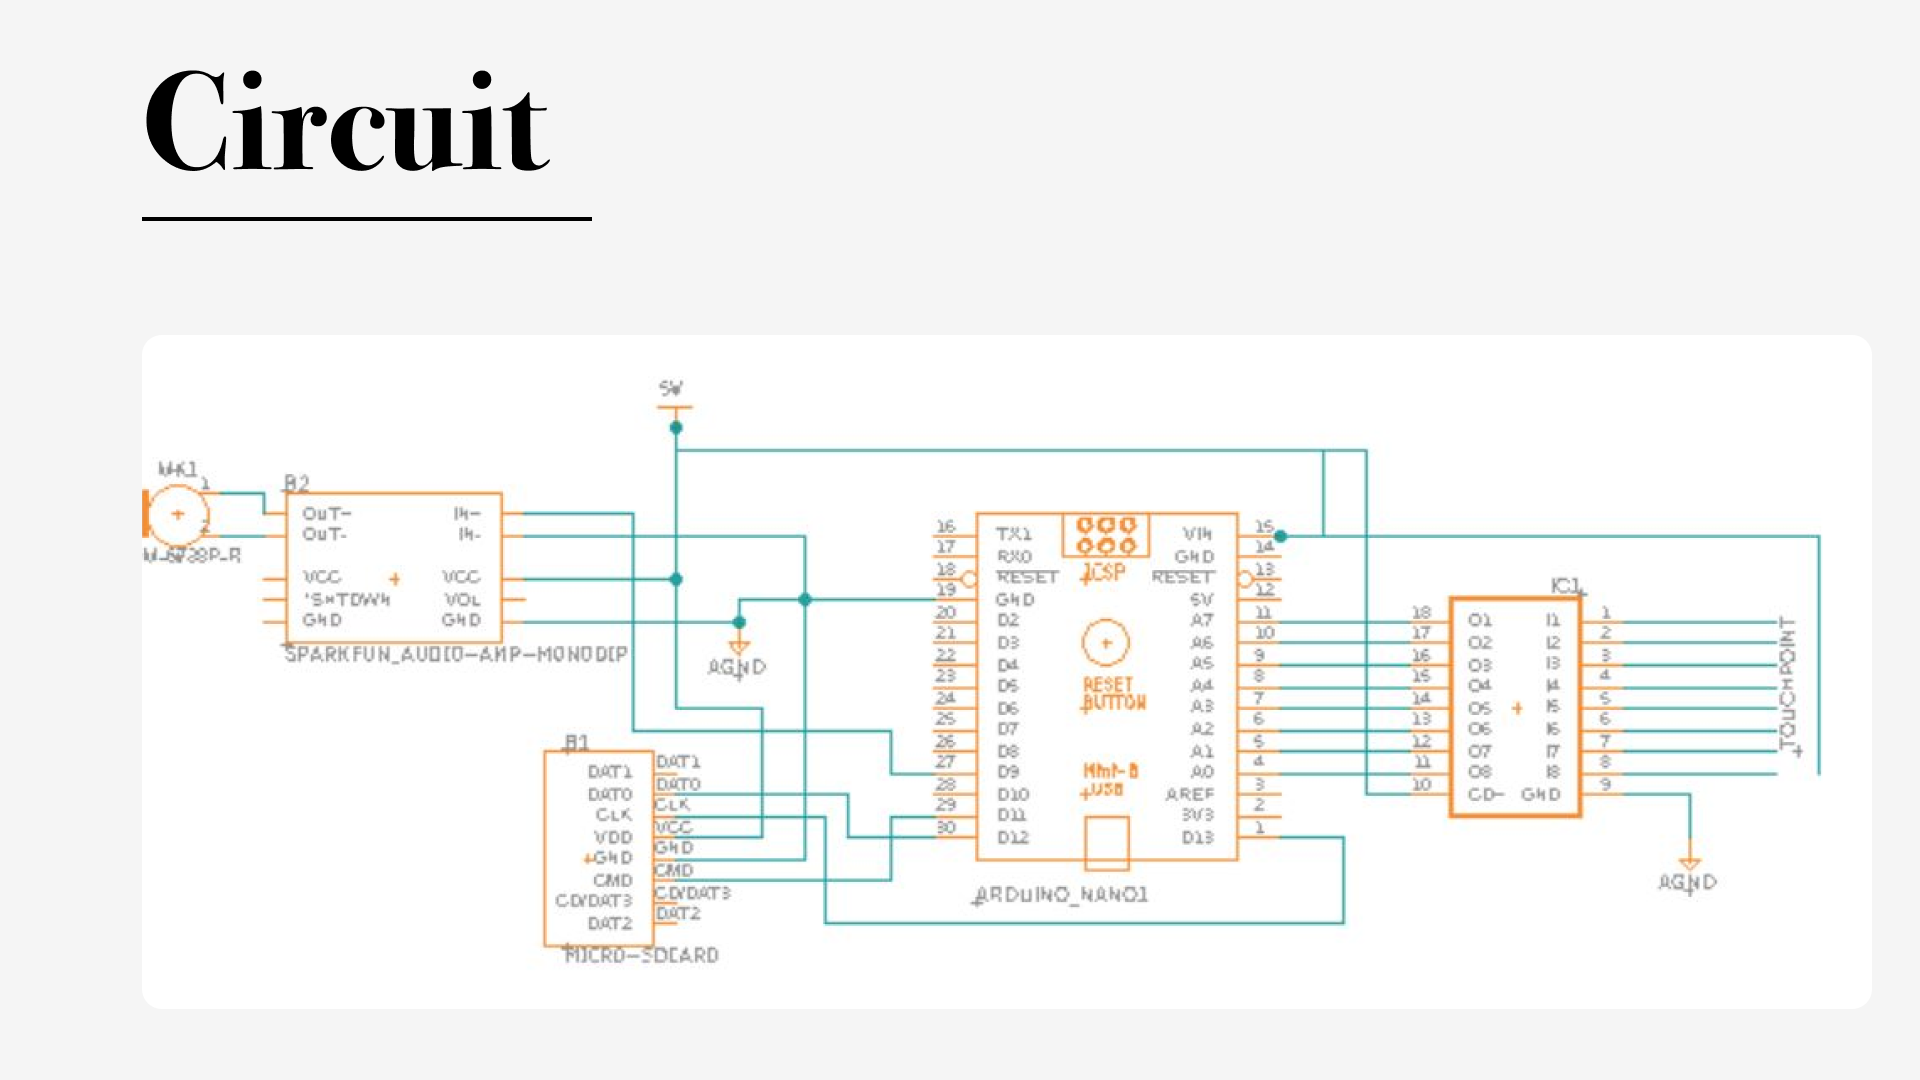 Circuit
5V
MK1
1
2
B2
OUT-
OUT-
VCC
GND
IN-
IN-
VCC
VOL
GND
SPARKFUN_AUDIO-AMP-MONODIP
AGND
B1
DAT1
DAT0
CLK
VDD
GND
CMD
CD/DAT3
DAT2
DAT1
DAT0
CLK
VCC
GND
CMD
CD/DAT3
DAT2
MICRO-SDCARD
16 TX1
17 RX0
18 RESET
19 GND
20 D2
21 D3
22 D4
23 D5
24 D6
25 D7
26 D8
27 D9
28 D10
29 D11
30 D12
ICSP
RESET
BUTTON
Mini-B
USB
VIN 15
GND 14
RESET 13
5V 12
A7 11
A6 10
A5 9
A4 8
A3 7
A2 6
A1 5
A0 4
AREF 3
3V3 2
D13 1
ARDUINO_NANO1
IC1
18 O1 I1 1
17 O2 I2 2
16 O3 I3 3
15 O4 I4 4
14 O5 I5 5
13 O6 I6 6
12 O7 I7 7
11 O8 I8 8
10 CD- GND 9
TOUCHPOINT
AGND